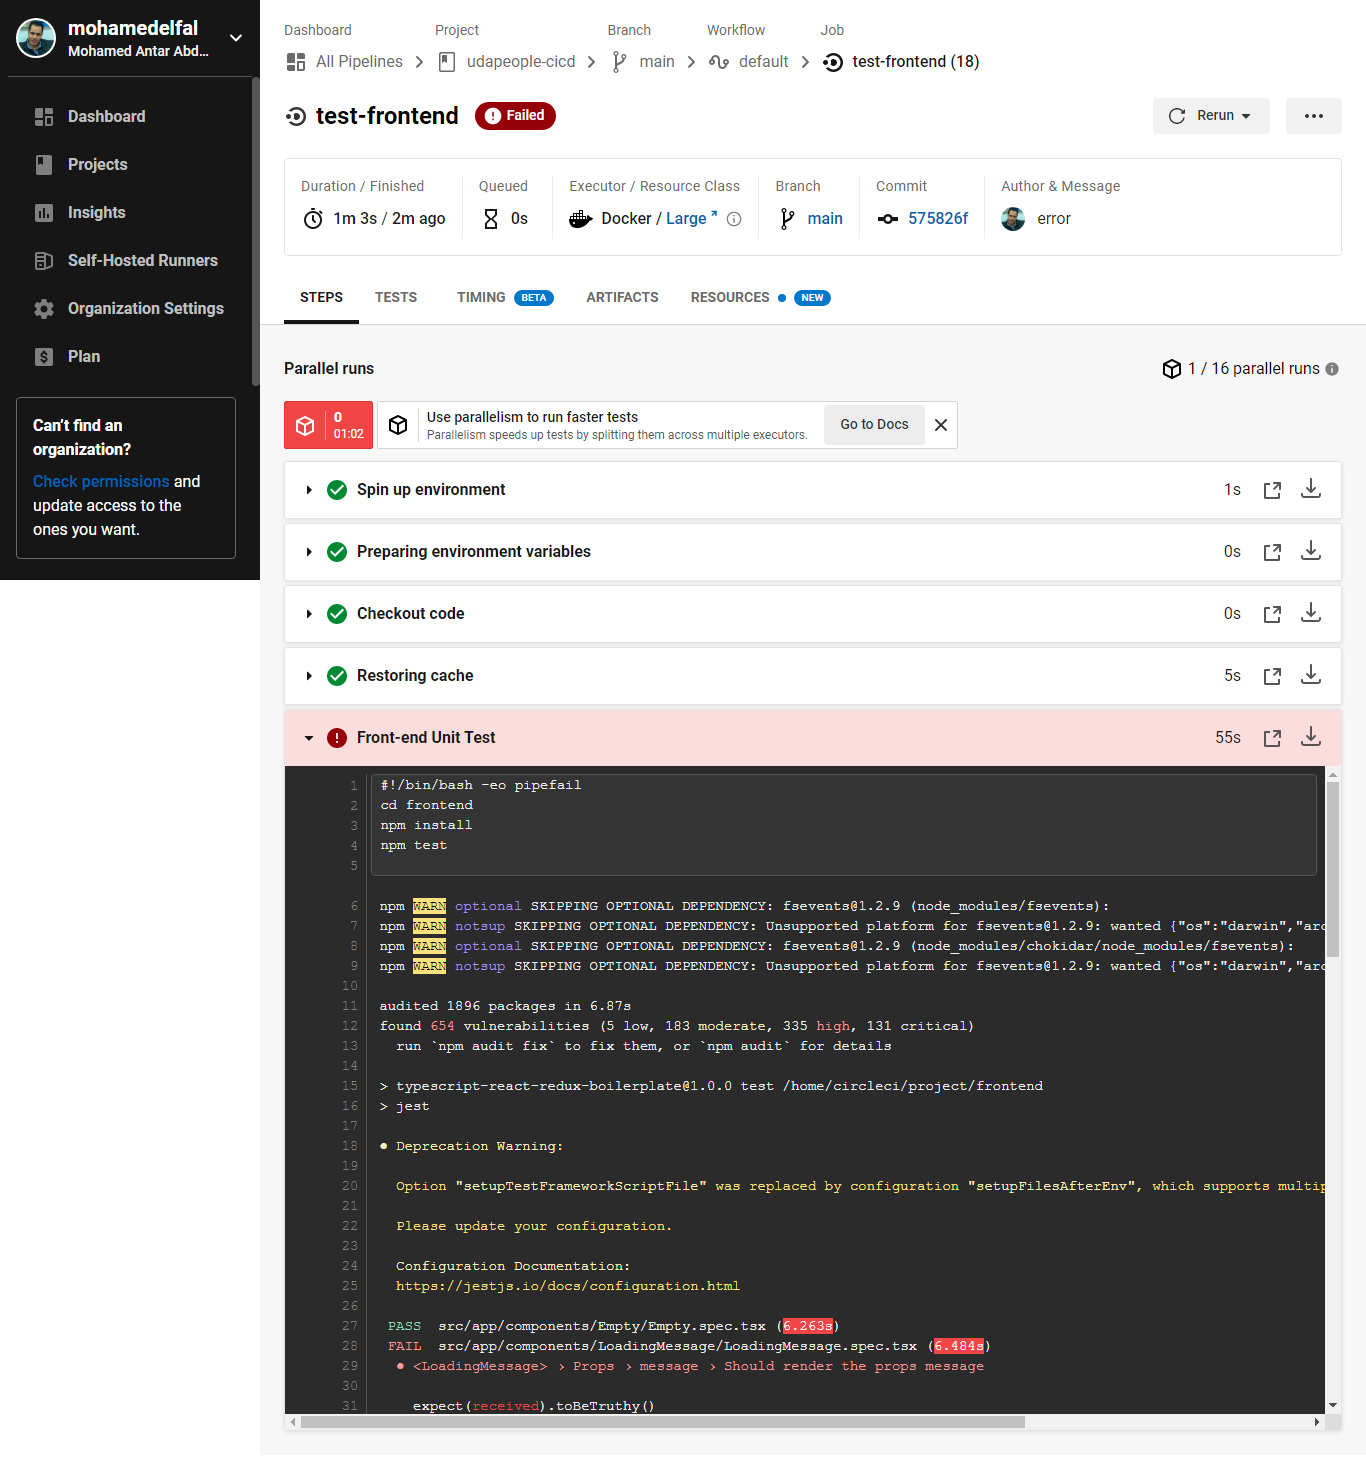 mohamedelfal
Mohamed Antar Abd...
Dashboard
Projects
Insights
Self-Hosted Runners
Organization Settings
Plan
Can't find an
organization?
Check permissions and
update access to the
ones you want.
Dashboard Project Branch Workflow Job
All Pipelines udapeople-cicd main default test-frontend (18)
test-frontend Failed Rerun
Duration / Finished Queued Executor / Resource Class Branch Commit Author & Message
1m 3s / 2m ago 0s Docker / Large main 575826f error
STEPS TESTS TIMING BETA ARTIFACTS RESOURCES NEW
Parallel runs 1 / 16 parallel runs
0
01:02
Use parallelism to run faster tests
Parallelism speeds up tests by splitting them across multiple executors.
Go to Docs
Spin up environment 1s
Preparing environment variables 0s
Checkout code 0s
Restoring cache 5s
Front-end Unit Test 55s
1 #!/bin/bash -eo pipefail
2 cd frontend
3 npm install
4 npm test
5
6 npm WARN optional SKIPPING OPTIONAL DEPENDENCY: fsevents@1.2.9 (node_modules/fsevents):
7 npm WARN notsup SKIPPING OPTIONAL DEPENDENCY: Unsupported platform for fsevents@1.2.9: wanted {"os":"darwin","arc
8 npm WARN optional SKIPPING OPTIONAL DEPENDENCY: fsevents@1.2.9 (node_modules/chokidar/node_modules/fsevents):
9 npm WARN notsup SKIPPING OPTIONAL DEPENDENCY: Unsupported platform for fsevents@1.2.9: wanted {"os":"darwin","arc
10
11 audited 1896 packages in 6.87s
12 found 654 vulnerabilities (5 low, 183 moderate, 335 high, 131 critical)
13 run `npm audit fix` to fix them, or `npm audit` for details
14
15 > typescript-react-redux-boilerplate@1.0.0 test /home/circleci/project/frontend
16 > jest
17
18 ● Deprecation Warning:
19
20 Option "setupTestFrameworkScriptFile" was replaced by configuration "setupFilesAfterEnv", which supports multip
21
22 Please update your configuration.
23
24 Configuration Documentation:
25 https://jestjs.io/docs/configuration.html
26
27 PASS src/app/components/Empty/Empty.spec.tsx (6.263s)
28 FAIL src/app/components/LoadingMessage/LoadingMessage.spec.tsx (6.484s)
29 ● <LoadingMessage> › Props › message › Should render the props message
30
31 expect(received).toBeTruthy()